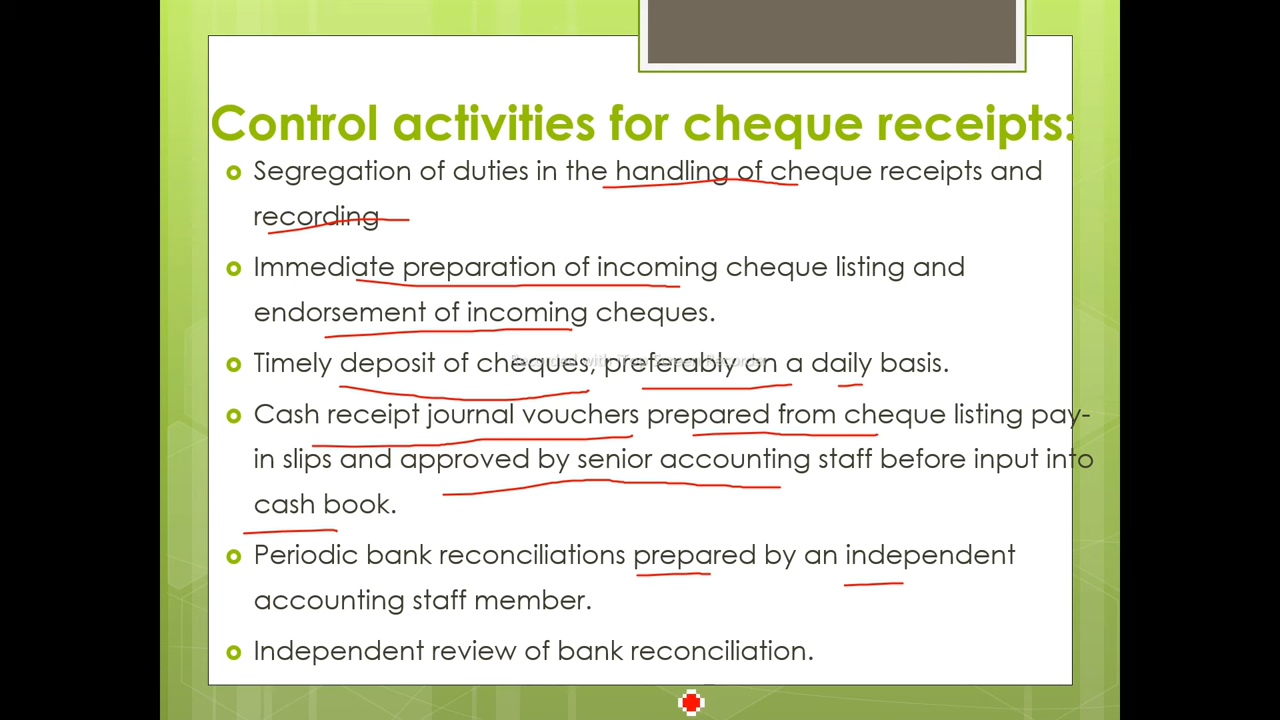 Control activities for cheque receipts:
Segregation of duties in the handling of cheque receipts and
recording
Immediate preparation of incoming cheque listing and
endorsement of incoming cheques.
Timely deposit of cheques, preferably on a daily basis.
Cash receipt journal vouchers prepared from cheque listing pay-
in slips and approved by senior accounting staff before input into
cash book.
Periodic bank reconciliations prepared by an independent
accounting staff member.
Independent review of bank reconciliation.